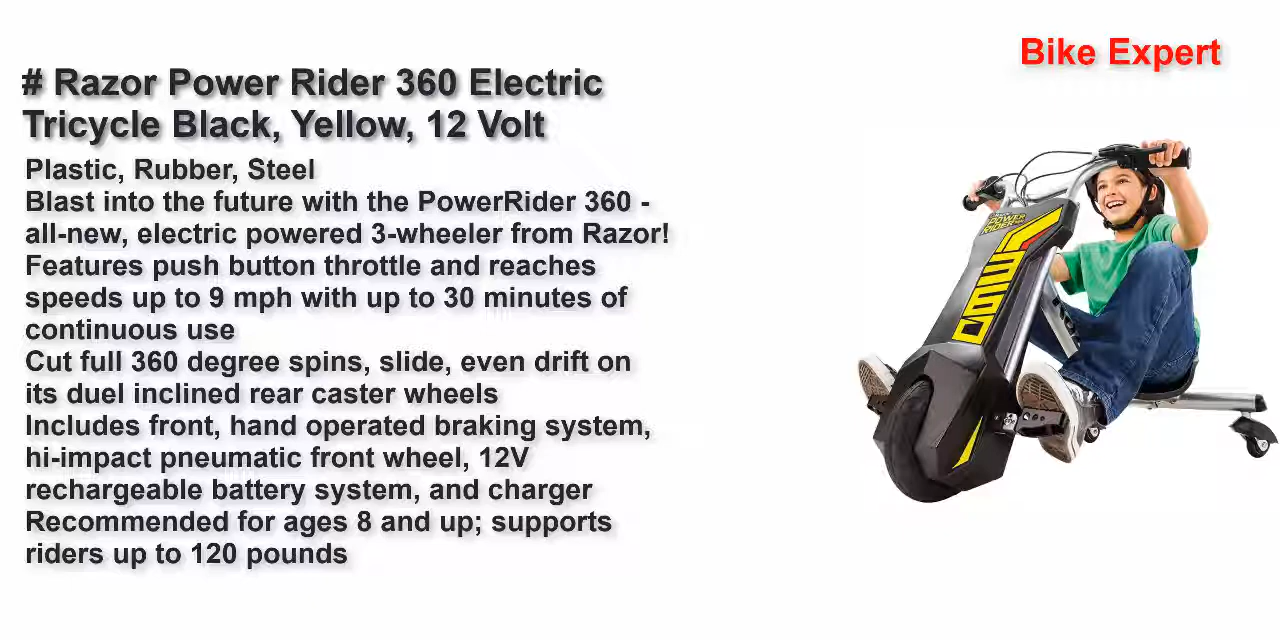 Bike Expert
# Razor Power Rider 360 Electric
Tricycle Black, Yellow, 12 Volt
Plastic, Rubber, Steel
Blast into the future with the PowerRider 360 -
all-new, electric powered 3-wheeler from Razor!
Features push button throttle and reaches
speeds up to 9 mph with up to 30 minutes of
continuous use
Cut full 360 degree spins, slide, even drift on
its duel inclined rear caster wheels
Includes front, hand operated braking system,
hi-impact pneumatic front wheel, 12V
rechargeable battery system, and charger
Recommended for ages 8 and up; supports
riders up to 120 pounds
POWER
RIDER
360